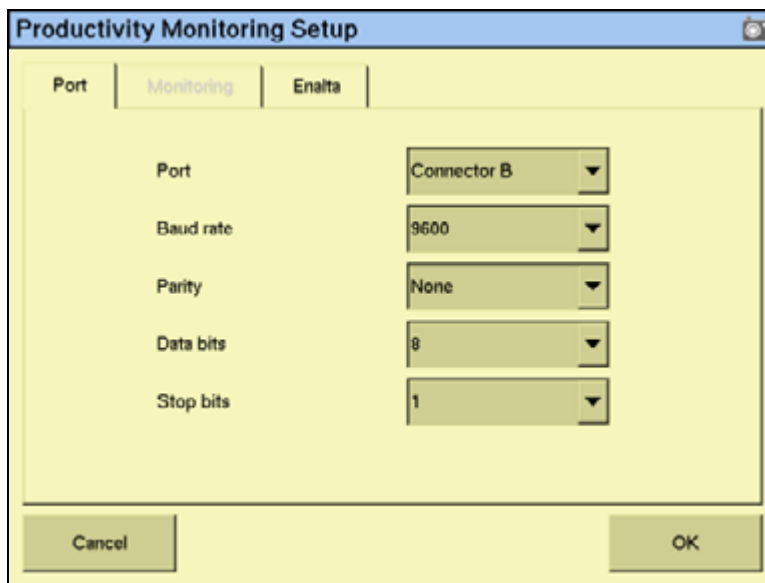 Productivity Monitoring Setup
Port Monitoring Enalta
Port Connector B
Baud rate 9600
Parity None
Data bits 8
Stop bits 1
Cancel OK